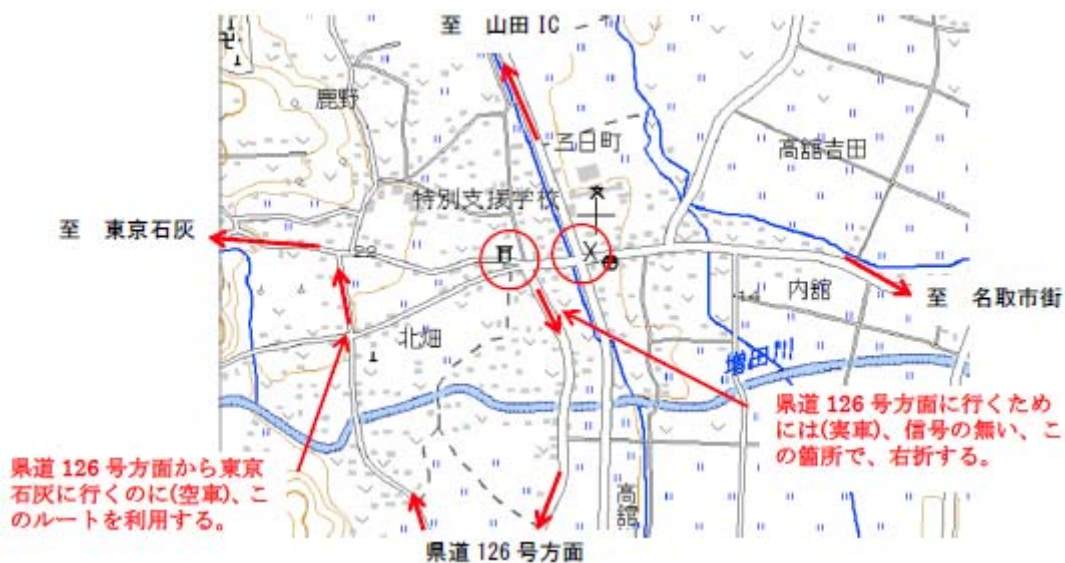 至 山田 IC
鹿野
三日町
高舘吉田
特別支援学校
至 東京石灰
内舘
至 名取市街
北畑
増田川
県道 126 号方面に行くため
には(実車)、信号の無い、こ
の箇所で、右折する。
県道 126 号方面から東京
石灰に行くのに(空車)、こ
のルートを利用する。
高舘
県道 126 号方面